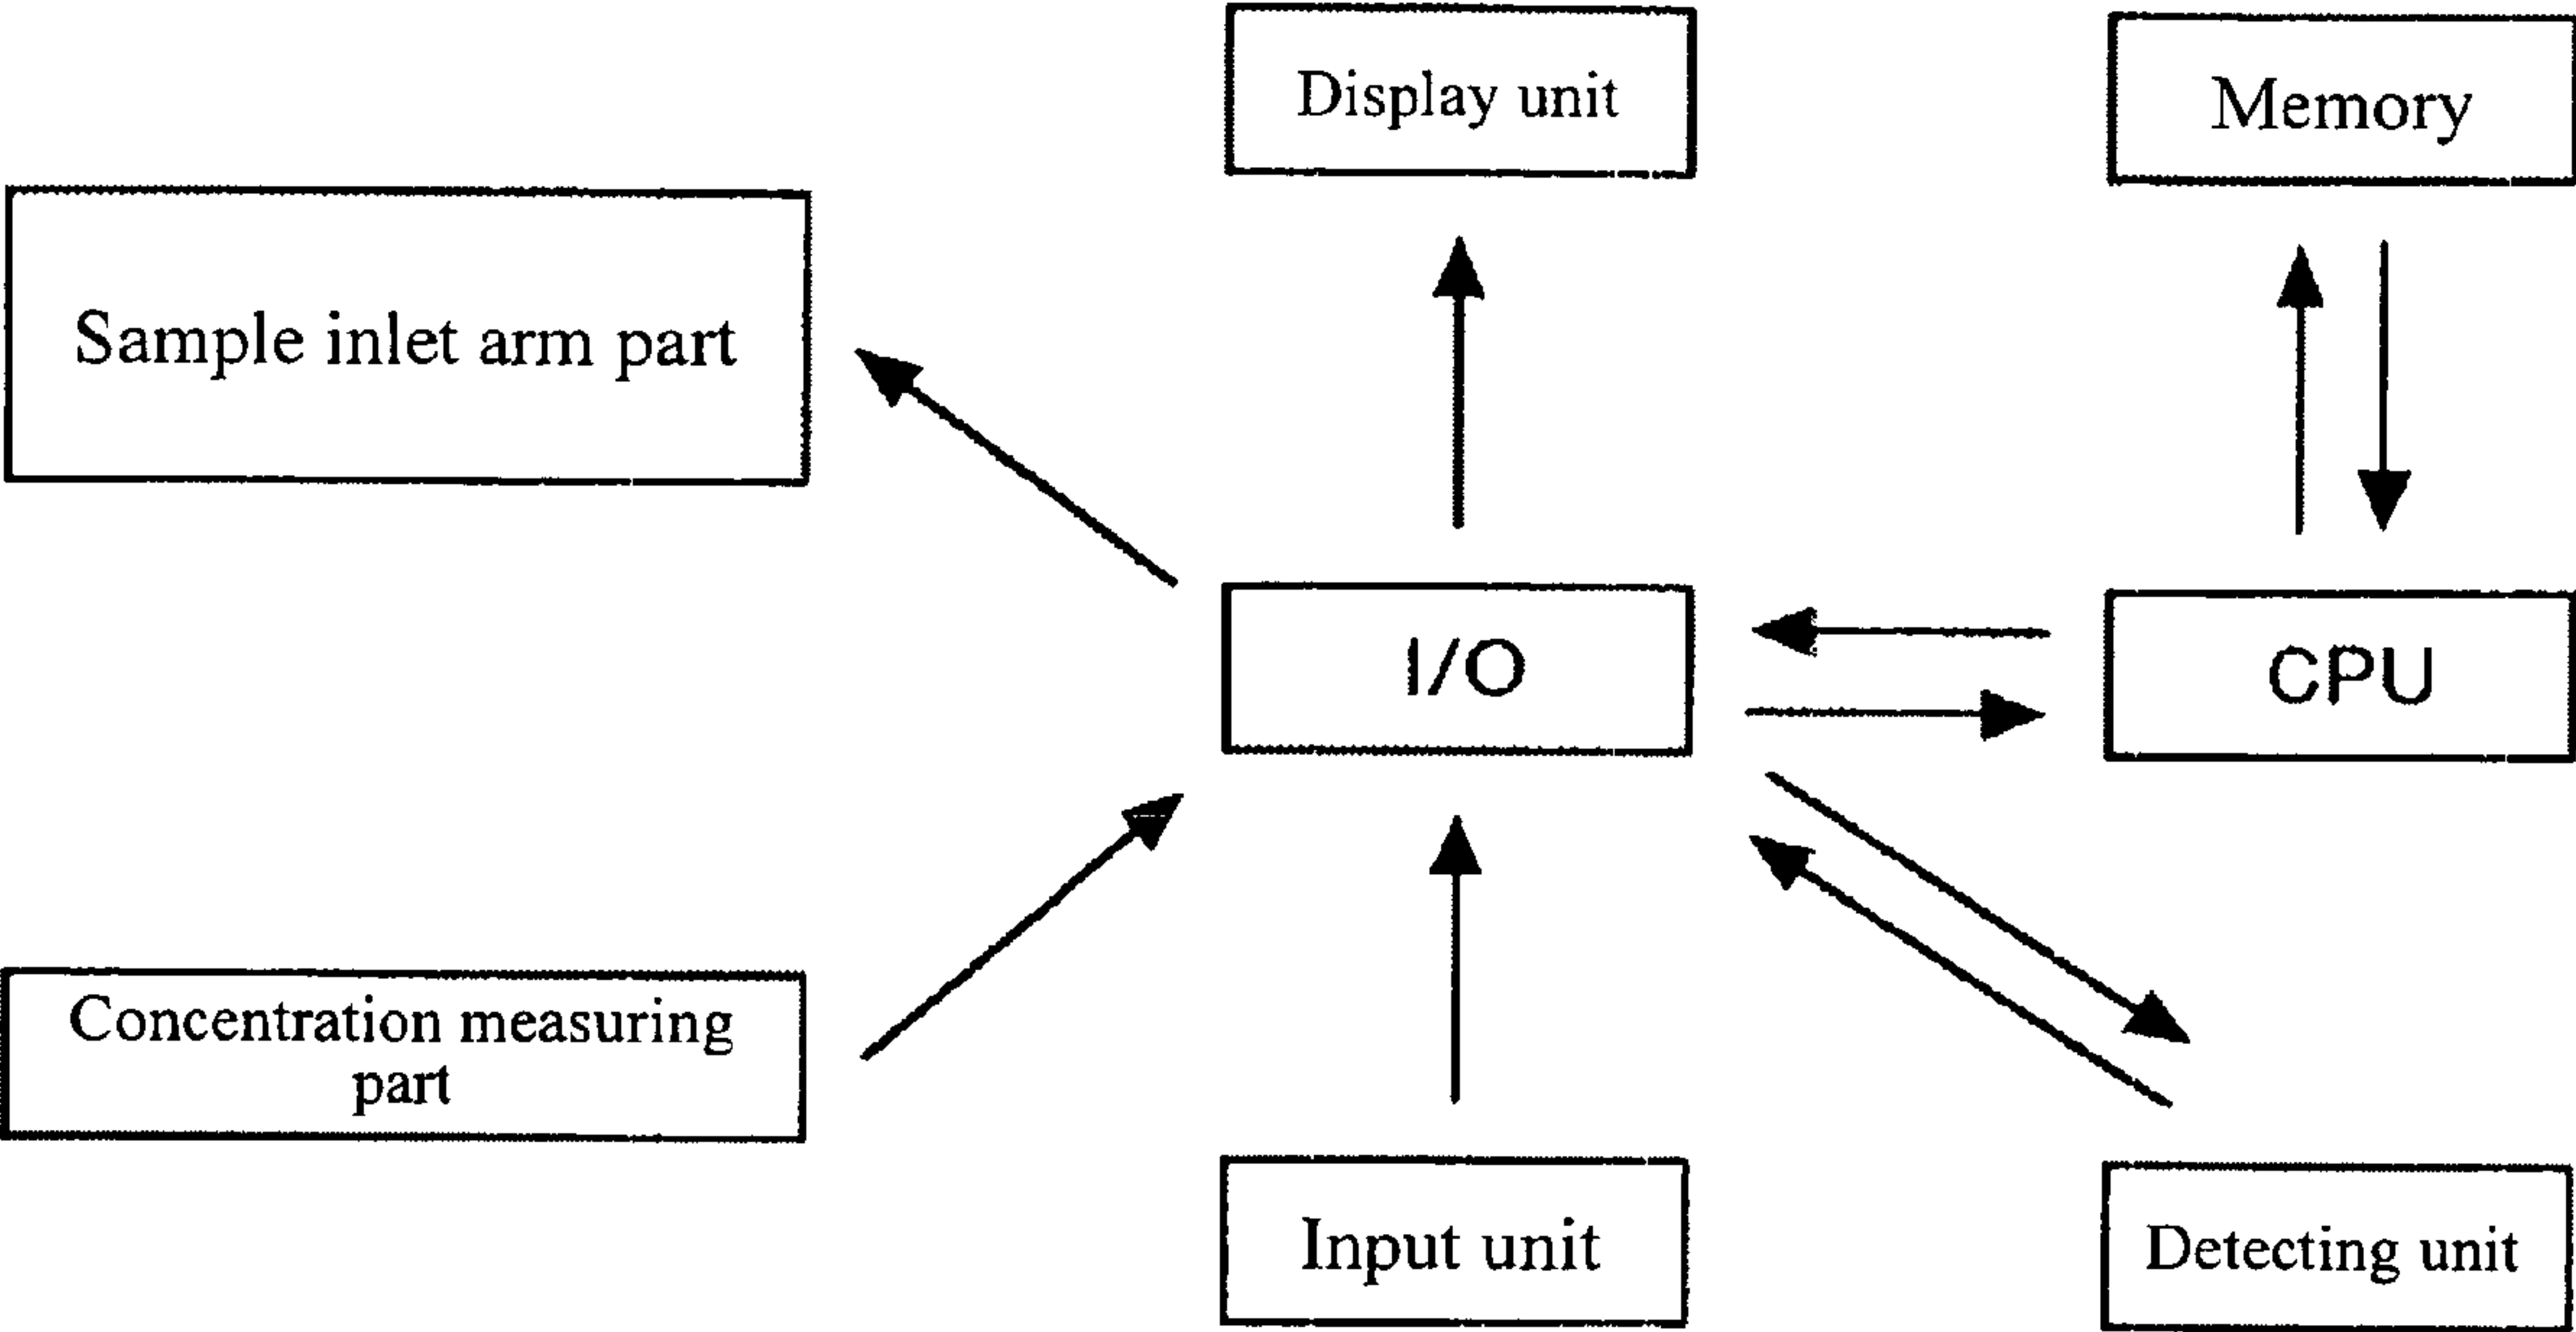 Display unit
Memory
Sample inlet arm part
I/O
CPU
Concentration measuring
part
Input unit
Detecting unit